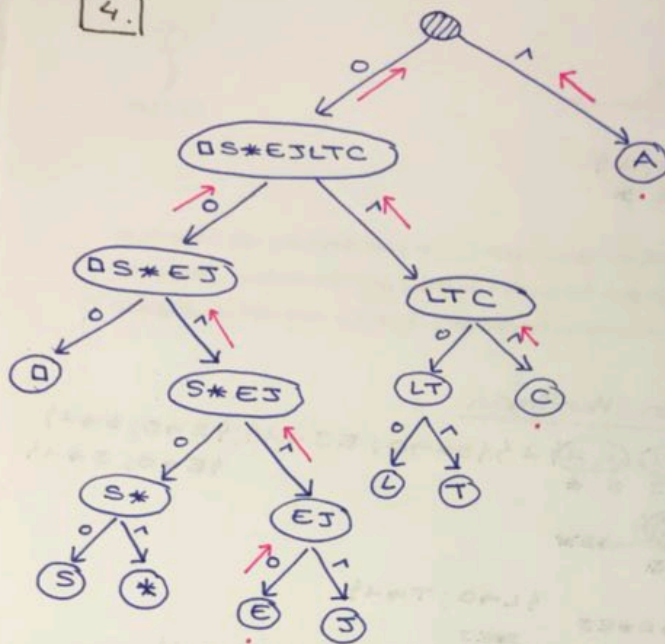 4.
0 1
□S*EJLTC A
0 1
□S*EJ LTC
0 1 0 1
□ S*EJ LT C
0 1 0 1
S* EJ L T
0 1 0 1
S * E J